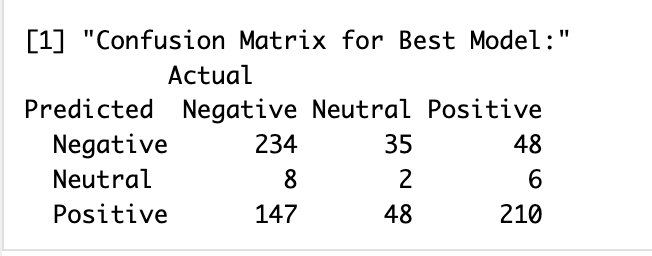 [1] "Confusion Matrix for Best Model:"
Actual
Predicted Negative Neutral Positive
Negative 234 35 48
Neutral 8 2 6
Positive 147 48 210